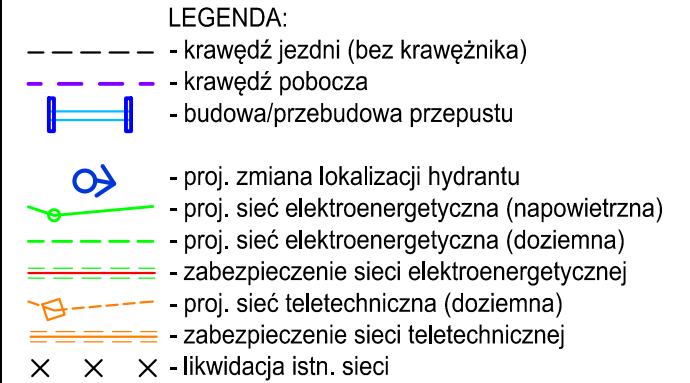 LEGENDA:
- krawędź jezdni (bez krawężnika)
- krawędź pobocza
- budowa/przebudowa przepustu
- proj. zmiana lokalizacji hydrantu
- proj. sieć elektroenergetyczna (napowietrzna)
- proj. sieć elektroenergetyczna (doziemna)
- zabezpieczenie sieci elektroenergetycznej
- proj. sieć teletechniczna (doziemna)
- zabezpieczenie sieci teletechnicznej
- likwidacja istn. sieci